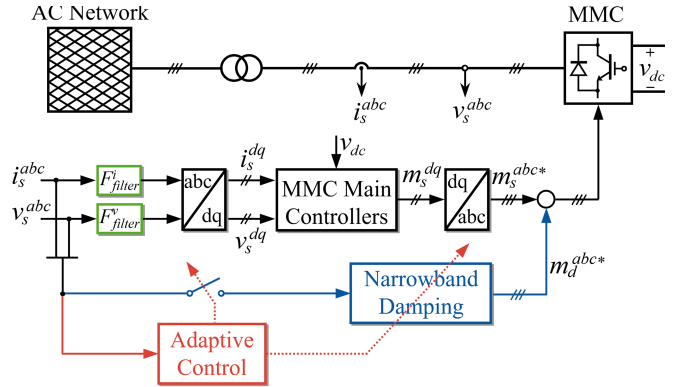 AC Network
MMC
+
v_dc
−
i_s^abc
v_s^abc
v_dc
i_s^abc
F_filter^i
abc
dq
i_s^dq
MMC Main
Controllers
m_s^dq
dq
abc
m_s^abc*
v_s^abc
F_filter^v
v_s^dq
m_d^abc*
Narrowband
Damping
Adaptive
Control